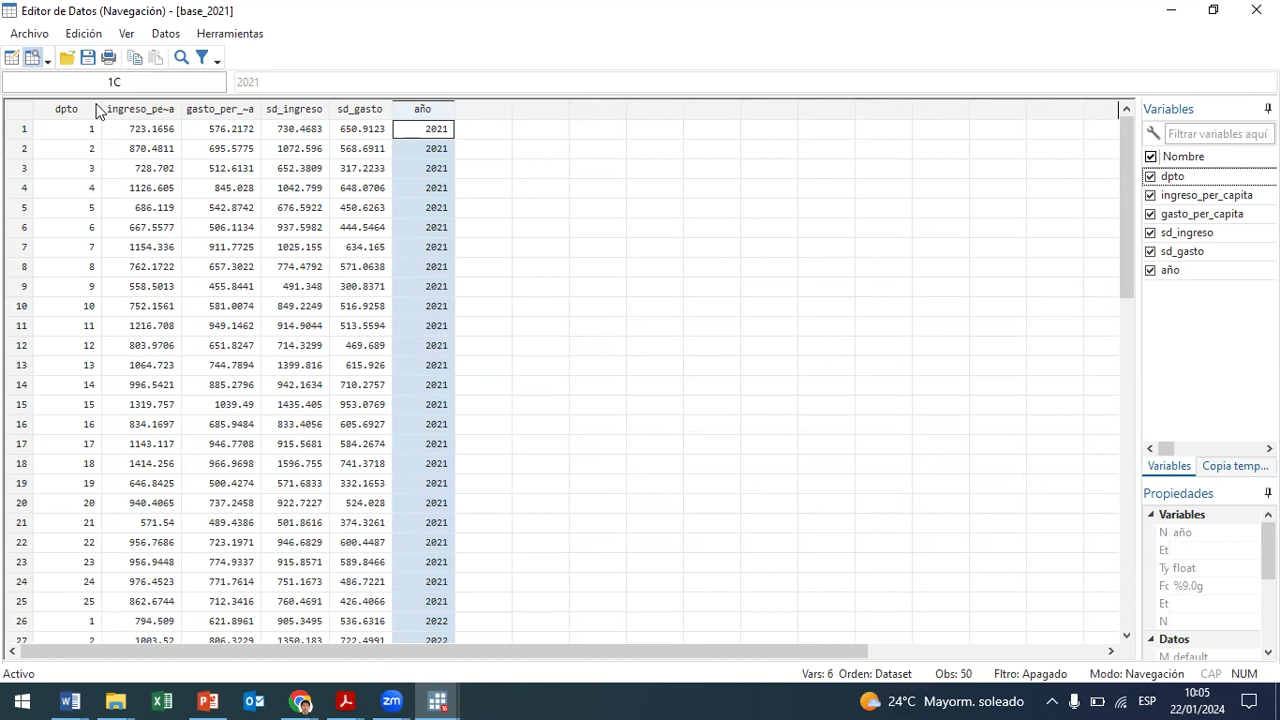 Editor de Datos (Navegación) - [base_2021]
Archivo Edición Ver Datos Herramientas
1C 2021
dpto ingreso_pe~a gasto_per_~a sd_ingreso sd_gasto año
1 1 723.1656 576.2172 730.4683 650.9123 2021
2 2 870.4811 695.5775 1072.596 568.6911 2021
3 3 728.702 512.6131 652.3809 317.2233 2021
4 4 1126.605 845.028 1042.799 648.0706 2021
5 5 686.119 542.8742 676.5922 450.6263 2021
6 6 667.5577 506.1134 937.5982 444.5464 2021
7 7 1154.336 911.7725 1025.155 634.165 2021
8 8 762.1722 657.3022 774.4792 571.0638 2021
9 9 558.5013 455.8441 491.348 300.8371 2021
10 10 752.1561 581.0074 849.2249 516.9258 2021
11 11 1216.708 949.1462 914.9044 513.5594 2021
12 12 803.9706 651.8247 714.3299 469.689 2021
13 13 1064.723 744.7894 1399.816 615.926 2021
14 14 996.5421 885.2796 942.1634 710.2757 2021
15 15 1319.757 1039.49 1435.405 953.0769 2021
16 16 834.1697 685.9484 833.4056 605.6927 2021
17 17 1143.117 946.7708 915.5681 584.2674 2021
18 18 1414.256 966.9698 1596.755 741.3718 2021
19 19 646.8425 500.4274 571.6833 332.1653 2021
20 20 940.4065 737.2458 922.7227 524.028 2021
21 21 571.54 489.4386 501.8616 374.3261 2021
22 22 956.7686 723.1971 946.6829 600.4487 2021
23 23 956.9448 774.9337 915.8571 589.8466 2021
24 24 976.4523 771.7614 751.1673 486.7221 2021
25 25 862.6744 712.3416 760.4691 426.4066 2021
26 1 794.509 621.8961 905.3495 536.6316 2022
27 2 1003.52 806.3229 1350.183 722.4991 2022
Variables
Filtrar variables aquí
Nombre
dpto
ingreso_per_capita
gasto_per_capita
sd_ingreso
sd_gasto
año
Variables Copia temp...
Propiedades
Variables
N año
Et
Ty float
Fc %9.0g
Et
N
Datos
M default
Activo Vars: 6 Orden: Dataset Obs: 50 Fltro: Apagado Modo: Navegación CAP NUM
24°C Mayorm. soleado ESP 10:05
22/01/2024